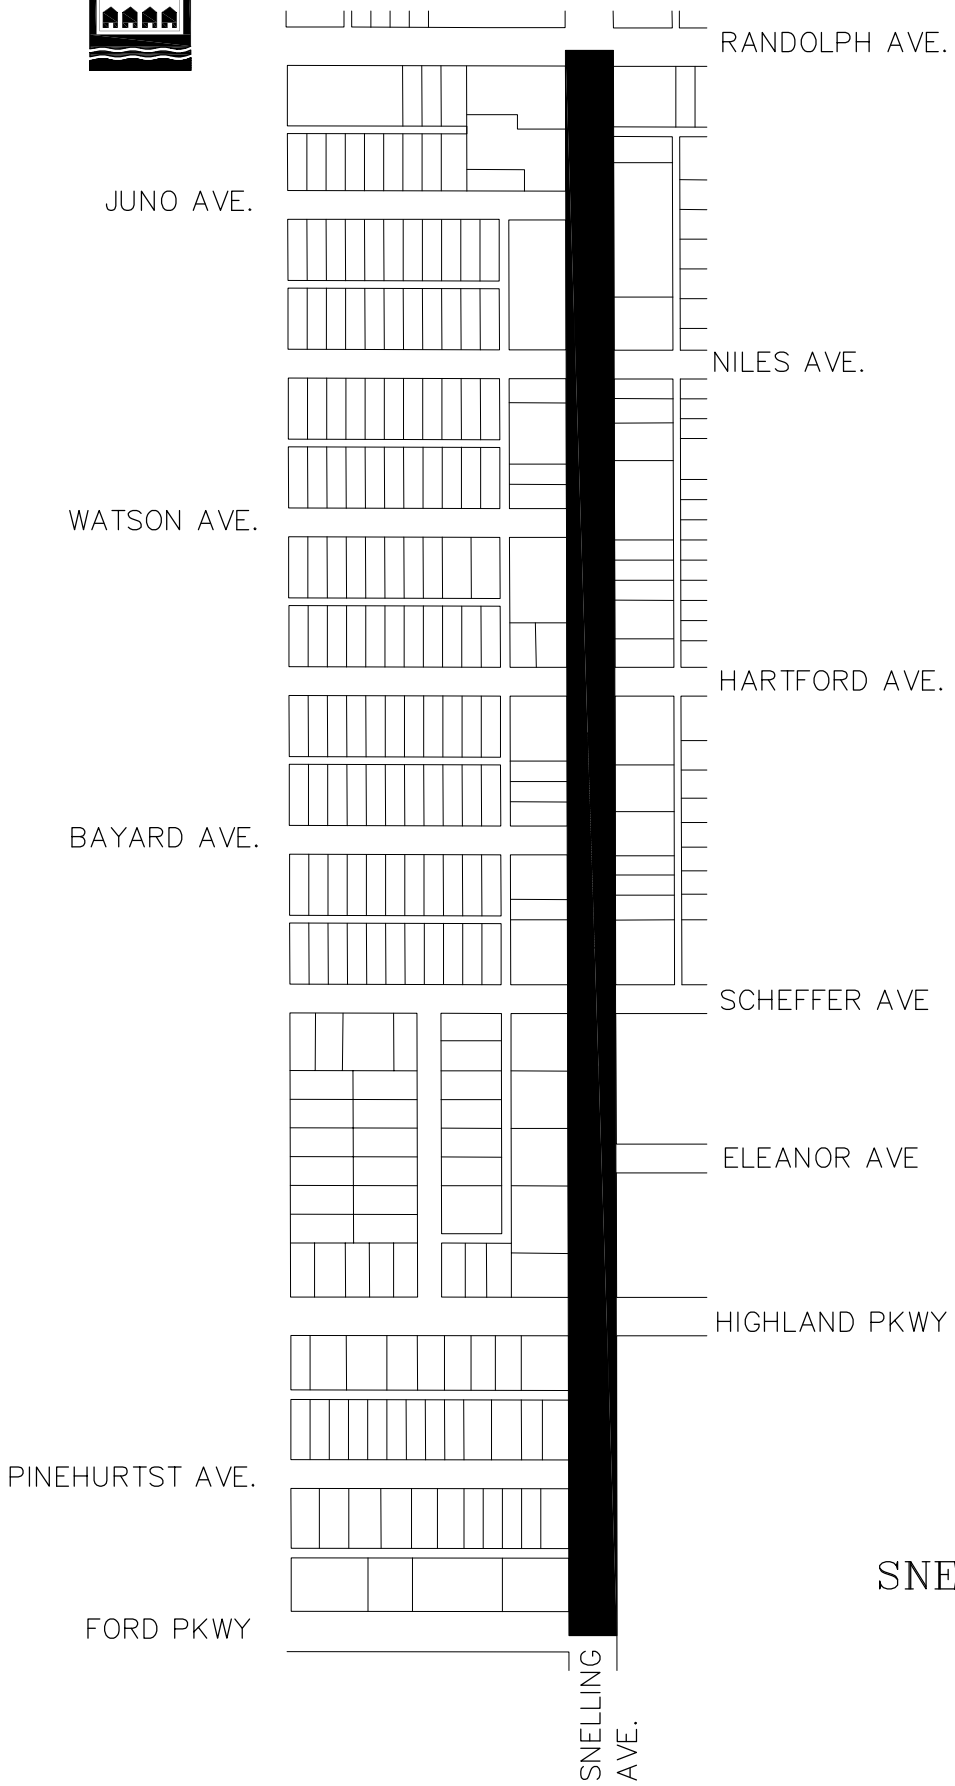 RANDOLPH AVE.
JUNO AVE.
NILES AVE.
WATSON AVE.
HARTFORD AVE.
BAYARD AVE.
SCHEFFER AVE
ELEANOR AVE
HIGHLAND PKWY
PINEHURTST AVE.
SNE
FORD PKWY
SNELLING
AVE.